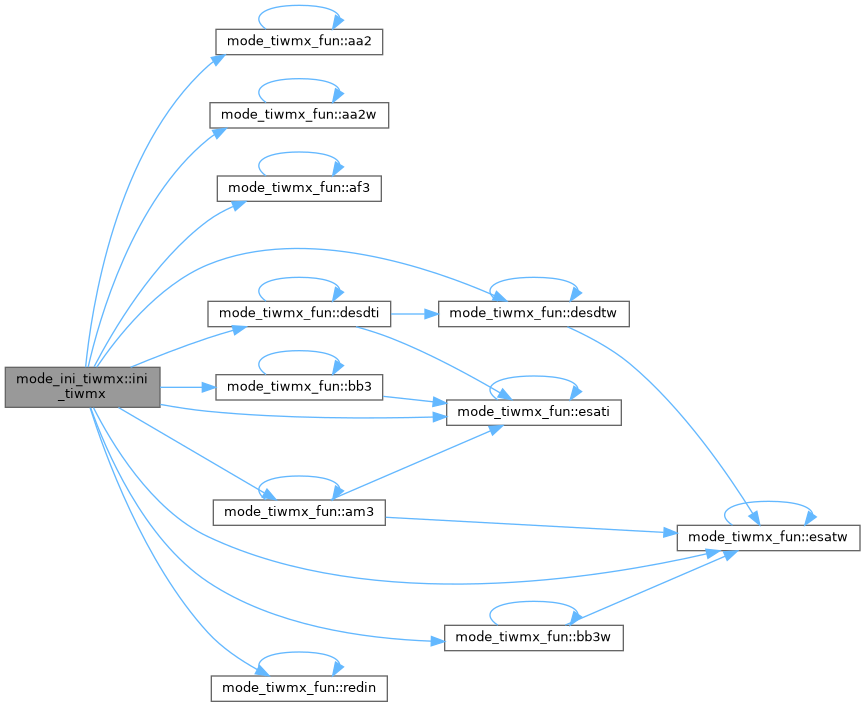 mode_tiwmx_fun::aa2
mode_tiwmx_fun::aa2w
mode_tiwmx_fun::af3
mode_tiwmx_fun::desdti
mode_tiwmx_fun::desdtw
mode_ini_tiwmx::ini
_tiwmx
mode_tiwmx_fun::bb3
mode_tiwmx_fun::esati
mode_tiwmx_fun::am3
mode_tiwmx_fun::esatw
mode_tiwmx_fun::bb3w
mode_tiwmx_fun::redin